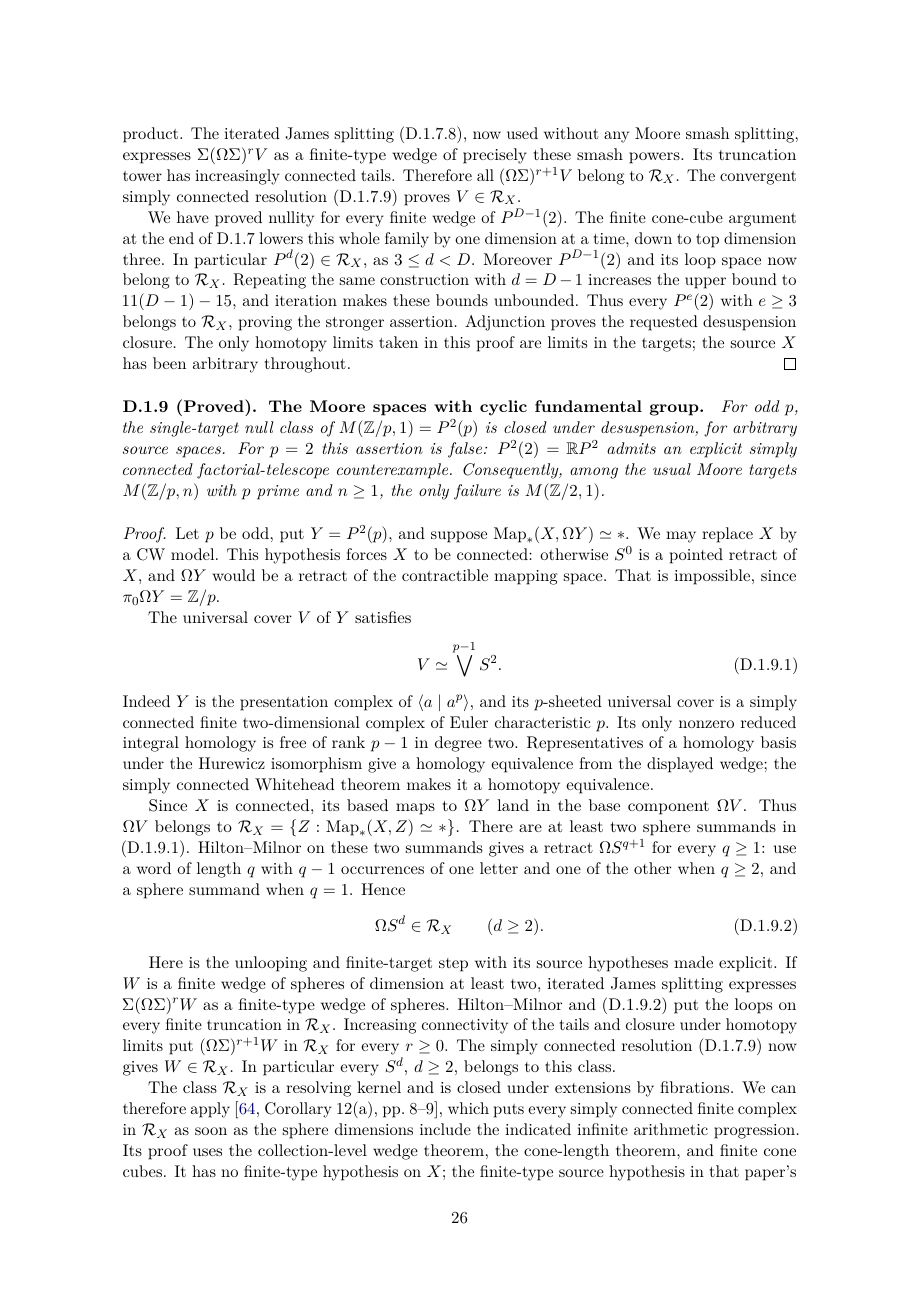 product. The iterated James splitting (D.1.7.8), now used without any Moore smash splitting,
expresses Σ(ΩΣ)^r V as a finite-type wedge of precisely these smash powers. Its truncation
tower has increasingly connected tails. Therefore all (ΩΣ)^{r+1}V belong to R_X. The convergent
simply connected resolution (D.1.7.9) proves V ∈ R_X.
We have proved nullity for every finite wedge of P^{D−1}(2). The finite cone-cube argument
at the end of D.1.7 lowers this whole family by one dimension at a time, down to top dimension
three. In particular P^d(2) ∈ R_X, as 3 ≤ d < D. Moreover P^{D−1}(2) and its loop space now
belong to R_X. Repeating the same construction with d = D − 1 increases the upper bound to
11(D − 1) − 15, and iteration makes these bounds unbounded. Thus every P^e(2) with e ≥ 3
belongs to R_X, proving the stronger assertion. Adjunction proves the requested desuspension
closure. The only homotopy limits taken in this proof are limits in the targets; the source X
has been arbitrary throughout. □
D.1.9 (Proved). The Moore spaces with cyclic fundamental group. For odd p,
the single-target null class of M(ℤ/p, 1) = P^2(p) is closed under desuspension, for arbitrary
source spaces. For p = 2 this assertion is false: P^2(2) = ℝP^2 admits an explicit simply
connected factorial-telescope counterexample. Consequently, among the usual Moore targets
M(ℤ/p, n) with p prime and n ≥ 1, the only failure is M(ℤ/2, 1).
Proof. Let p be odd, put Y = P^2(p), and suppose Map_*(X, ΩY) ≃ ∗. We may replace X by
a CW model. This hypothesis forces X to be connected: otherwise S^0 is a pointed retract of
X, and ΩY would be a retract of the contractible mapping space. That is impossible, since
π_0ΩY = ℤ/p.
The universal cover V of Y satisfies
V ≃ ⋁^{p−1} S^2. (D.1.9.1)
Indeed Y is the presentation complex of ⟨a | a^p⟩, and its p-sheeted universal cover is a simply
connected finite two-dimensional complex of Euler characteristic p. Its only nonzero reduced
integral homology is free of rank p − 1 in degree two. Representatives of a homology basis
under the Hurewicz isomorphism give a homology equivalence from the displayed wedge; the
simply connected Whitehead theorem makes it a homotopy equivalence.
Since X is connected, its based maps to ΩY land in the base component ΩV. Thus
ΩV belongs to R_X = {Z : Map_*(X, Z) ≃ ∗}. There are at least two sphere summands in
(D.1.9.1). Hilton–Milnor on these two summands gives a retract ΩS^{q+1} for every q ≥ 1: use
a word of length q with q − 1 occurrences of one letter and one of the other when q ≥ 2, and
a sphere summand when q = 1. Hence
ΩS^d ∈ R_X (d ≥ 2). (D.1.9.2)
Here is the unlooping and finite-target step with its source hypotheses made explicit. If
W is a finite wedge of spheres of dimension at least two, iterated James splitting expresses
Σ(ΩΣ)^r W as a finite-type wedge of spheres. Hilton–Milnor and (D.1.9.2) put the loops on
every finite truncation in R_X. Increasing connectivity of the tails and closure under homotopy
limits put (ΩΣ)^{r+1}W in R_X for every r ≥ 0. The simply connected resolution (D.1.7.9) now
gives W ∈ R_X. In particular every S^d, d ≥ 2, belongs to this class.
The class R_X is a resolving kernel and is closed under extensions by fibrations. We can
therefore apply [64, Corollary 12(a), pp. 8–9], which puts every simply connected finite complex
in R_X as soon as the sphere dimensions include the indicated infinite arithmetic progression.
Its proof uses the collection-level wedge theorem, the cone-length theorem, and finite cone
cubes. It has no finite-type hypothesis on X; the finite-type source hypothesis in that paper's
26